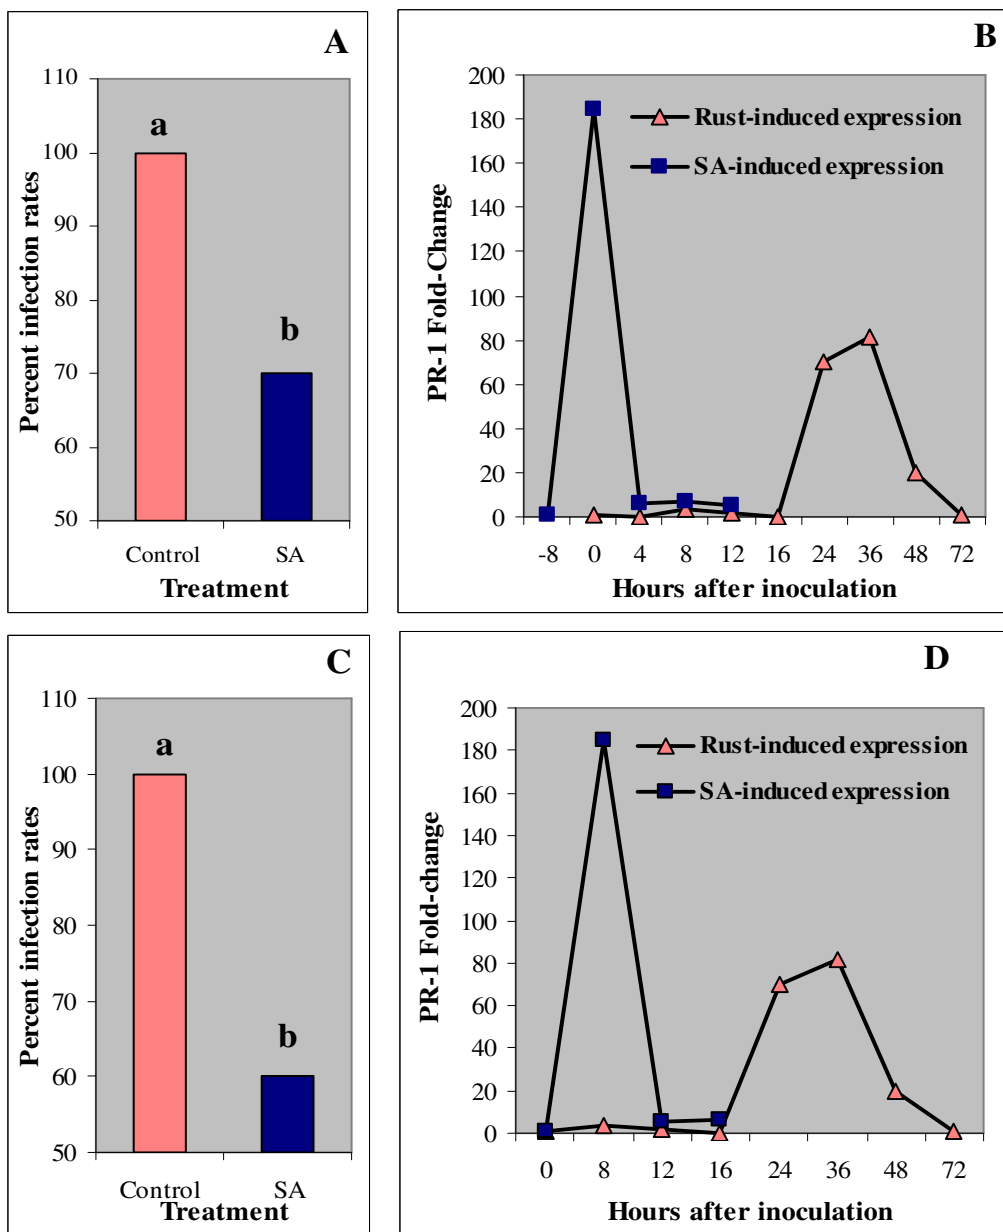 A
110
100
90
80
70
60
50
Percent infection rates
a
b
Control SA
Treatment
B
200
180
160
140
120
100
80
60
40
20
0
PR-1 Fold-Change
Rust-induced expression
SA-induced expression
-8 0 4 8 12 16 24 36 48 72
Hours after inoculation
C
110
100
90
80
70
60
50
Percent infection rates
a
b
Control SA
Treatment
D
200
180
160
140
120
100
80
60
40
20
0
PR-1 Fold-change
Rust-induced expression
SA-induced expression
0 8 12 16 24 36 48 72
Hours after inoculation